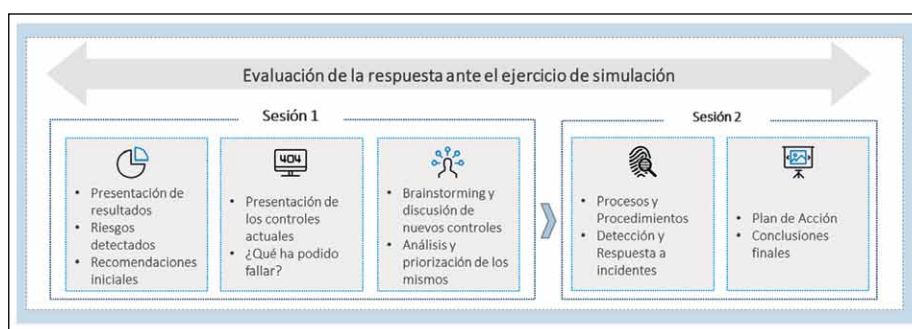 Evaluación de la respuesta ante el ejercicio de simulación
Sesión 1
Presentación de
resultados
Riesgos
detectados
Recomendaciones
iniciales
404
Presentación de
los controles
actuales
¿Qué ha podido
fallar?
Brainstorming y
discusión de
nuevos controles
Análisis y
priorización de los
mismos
Sesión 2
Procesos y
Procedimientos
Detección y
Respuesta a
incidentes
Plan de Acción
Conclusiones
finales